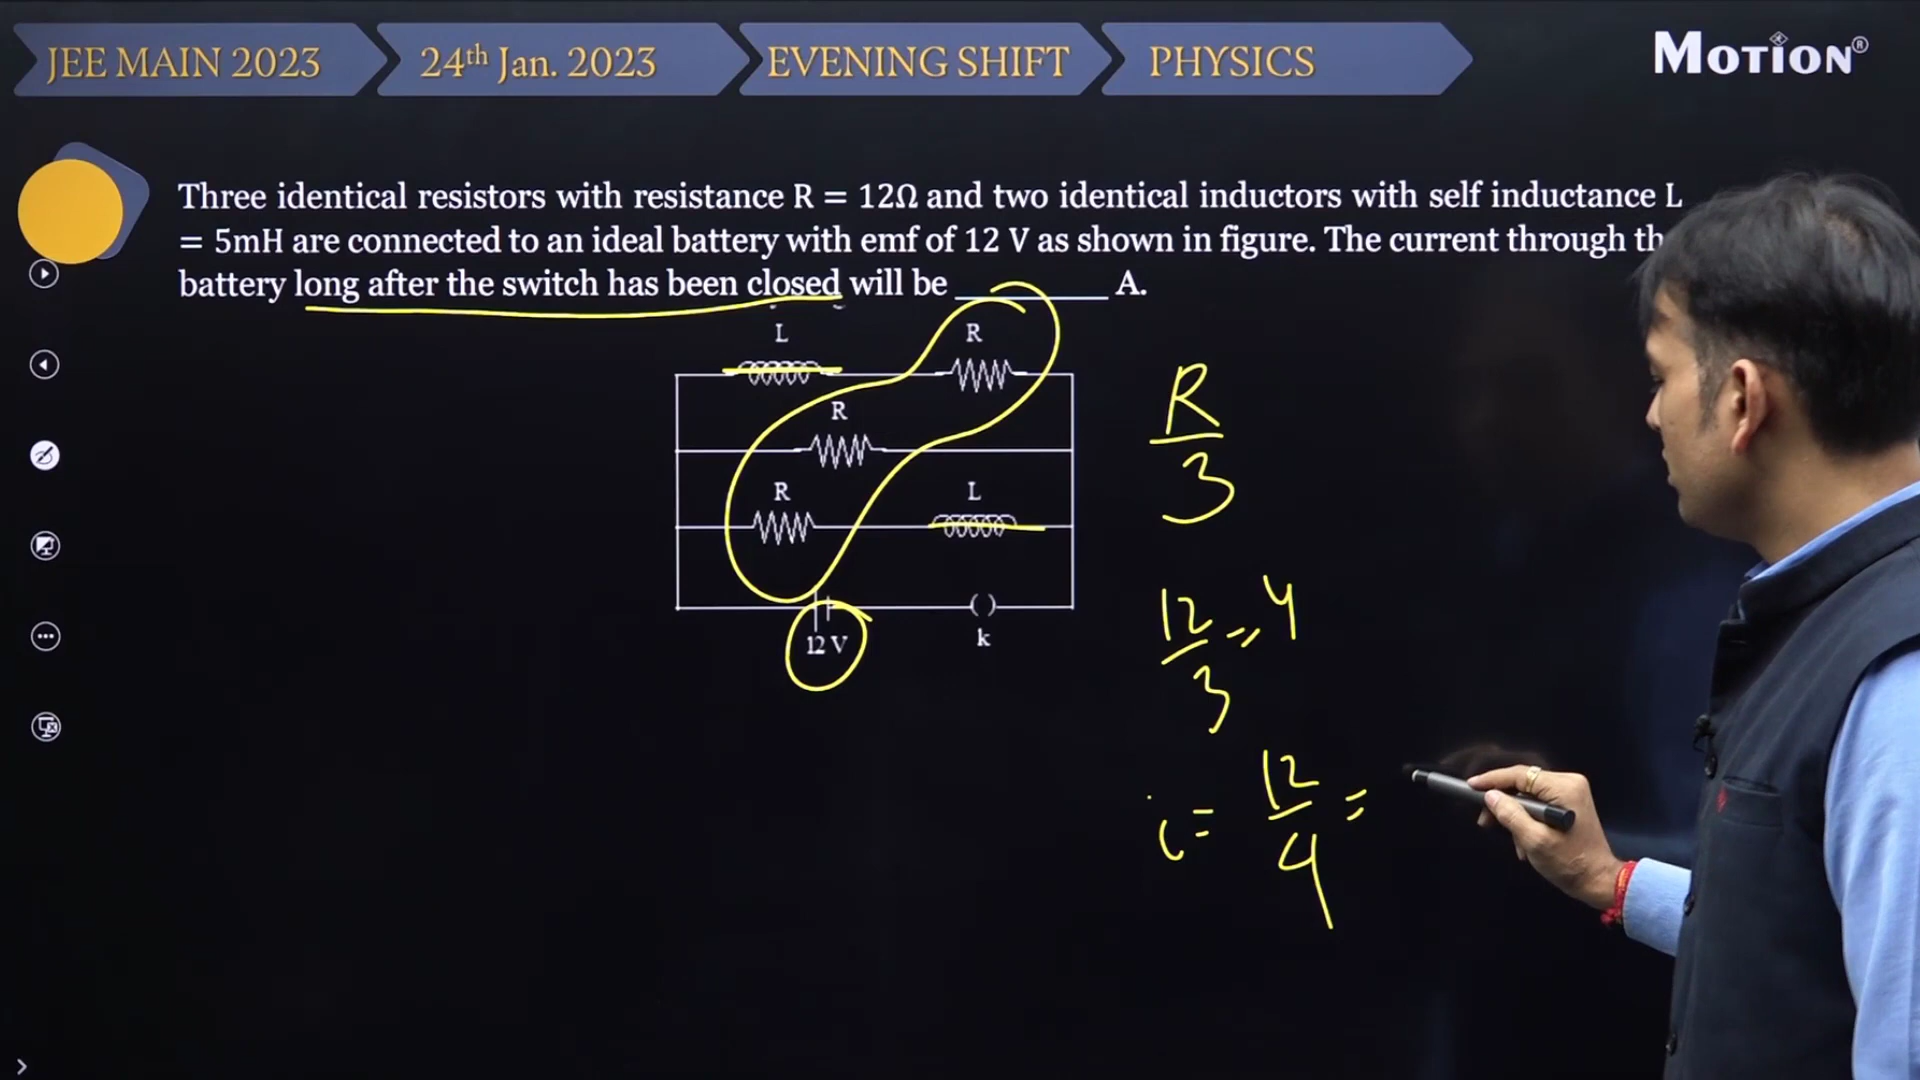 JEE MAIN 2023
24th Jan. 2023
EVENING SHIFT
PHYSICS
MOTION®
Three identical resistors with resistance R = 12Ω and two identical inductors with self inductance L
= 5mH are connected to an ideal battery with emf of 12 V as shown in figure. The current through
battery long after the switch has been closed will be ________ A.
L
R
R
R
L
12 V
k
R
3
12
3
= 4
i = 12
4
=